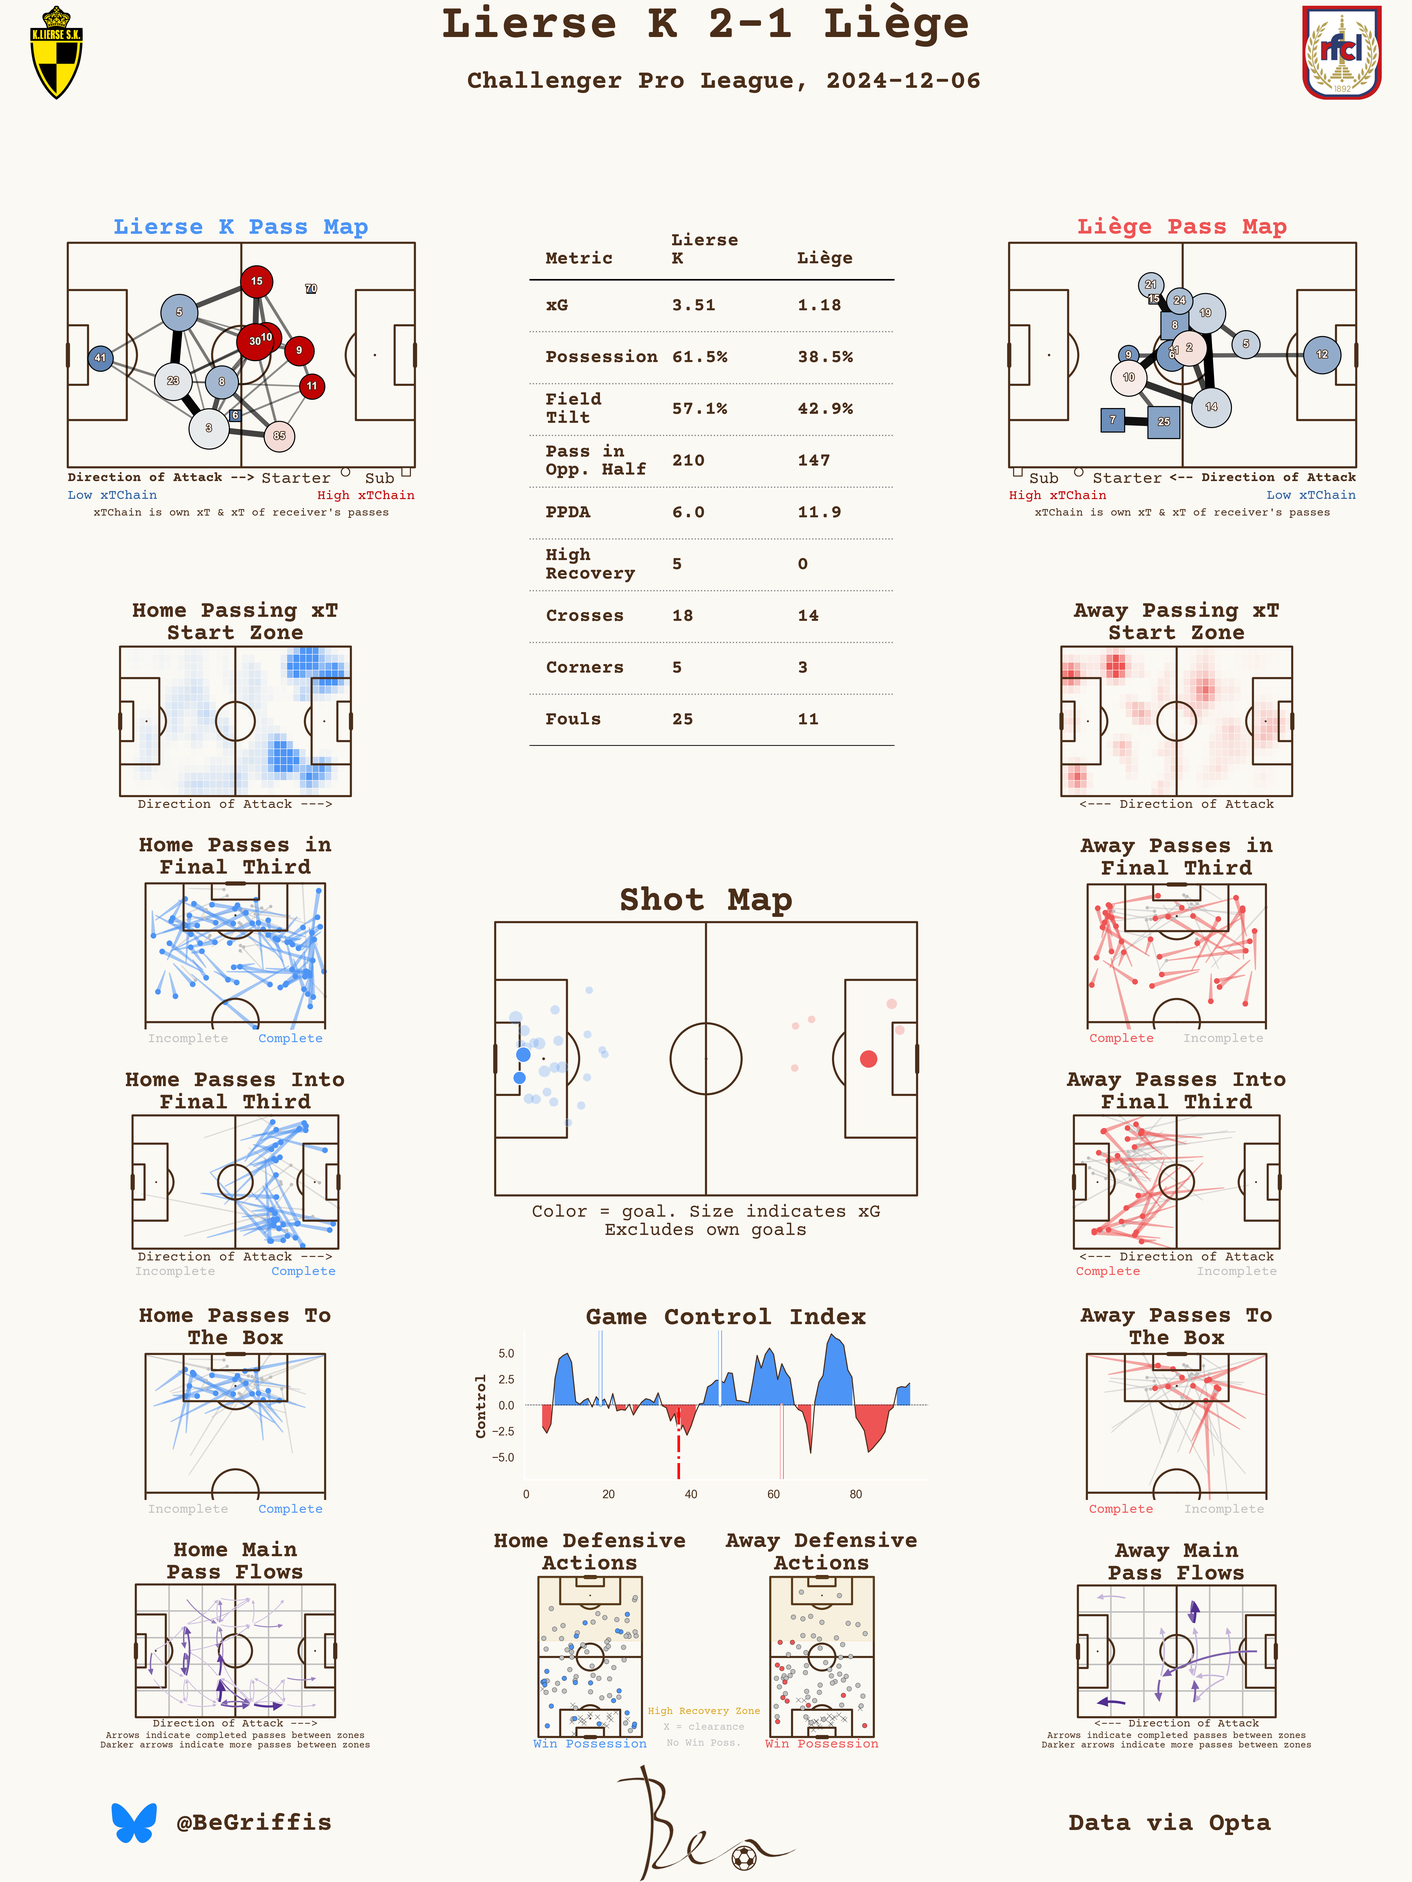 Lierse K 2-1 Liège
Challenger Pro League, 2024-12-06
K.LIERSE S.K.
rfcl
1892
Lierse K Pass Map
5
15
70
10
30
9
41
23
8
11
6
3
85
Direction of Attack --> Starter Sub
Low xTChain High xTChain
xTChain is own xT & xT of receiver's passes
Metric Lierse K Liège
xG 3.51 1.18
Possession 61.5% 38.5%
Field Tilt 57.1% 42.9%
Pass in Opp. Half 210 147
PPDA 6.0 11.9
High Recovery 5 0
Crosses 18 14
Corners 5 3
Fouls 25 11
Liège Pass Map
21
15
24
19
8
2
5
9
6
12
10
14
7
25
Sub Starter <-- Direction of Attack
High xTChain Low xTChain
xTChain is own xT & xT of receiver's passes
Home Passing xT
Start Zone
Direction of Attack --->
Away Passing xT
Start Zone
<--- Direction of Attack
Home Passes in
Final Third
Incomplete Complete
Shot Map
Color = goal. Size indicates xG
Excludes own goals
Away Passes in
Final Third
Complete Incomplete
Home Passes Into
Final Third
Direction of Attack --->
Incomplete Complete
Away Passes Into
Final Third
<--- Direction of Attack
Complete Incomplete
Home Passes To
The Box
Incomplete Complete
Game Control Index
Control
5.0
2.5
0.0
−2.5
−5.0
0 20 40 60 80
Away Passes To
The Box
Complete Incomplete
Home Main
Pass Flows
Direction of Attack --->
Arrows indicate completed passes between zones
Darker arrows indicate more passes between zones
Home Defensive
Actions
Win Possession
High Recovery Zone
X = clearance
No Win Poss.
Away Defensive
Actions
Win Possession
Away Main
Pass Flows
<--- Direction of Attack
Arrows indicate completed passes between zones
Darker arrows indicate more passes between zones
@BeGriffis
Ben
Data via Opta